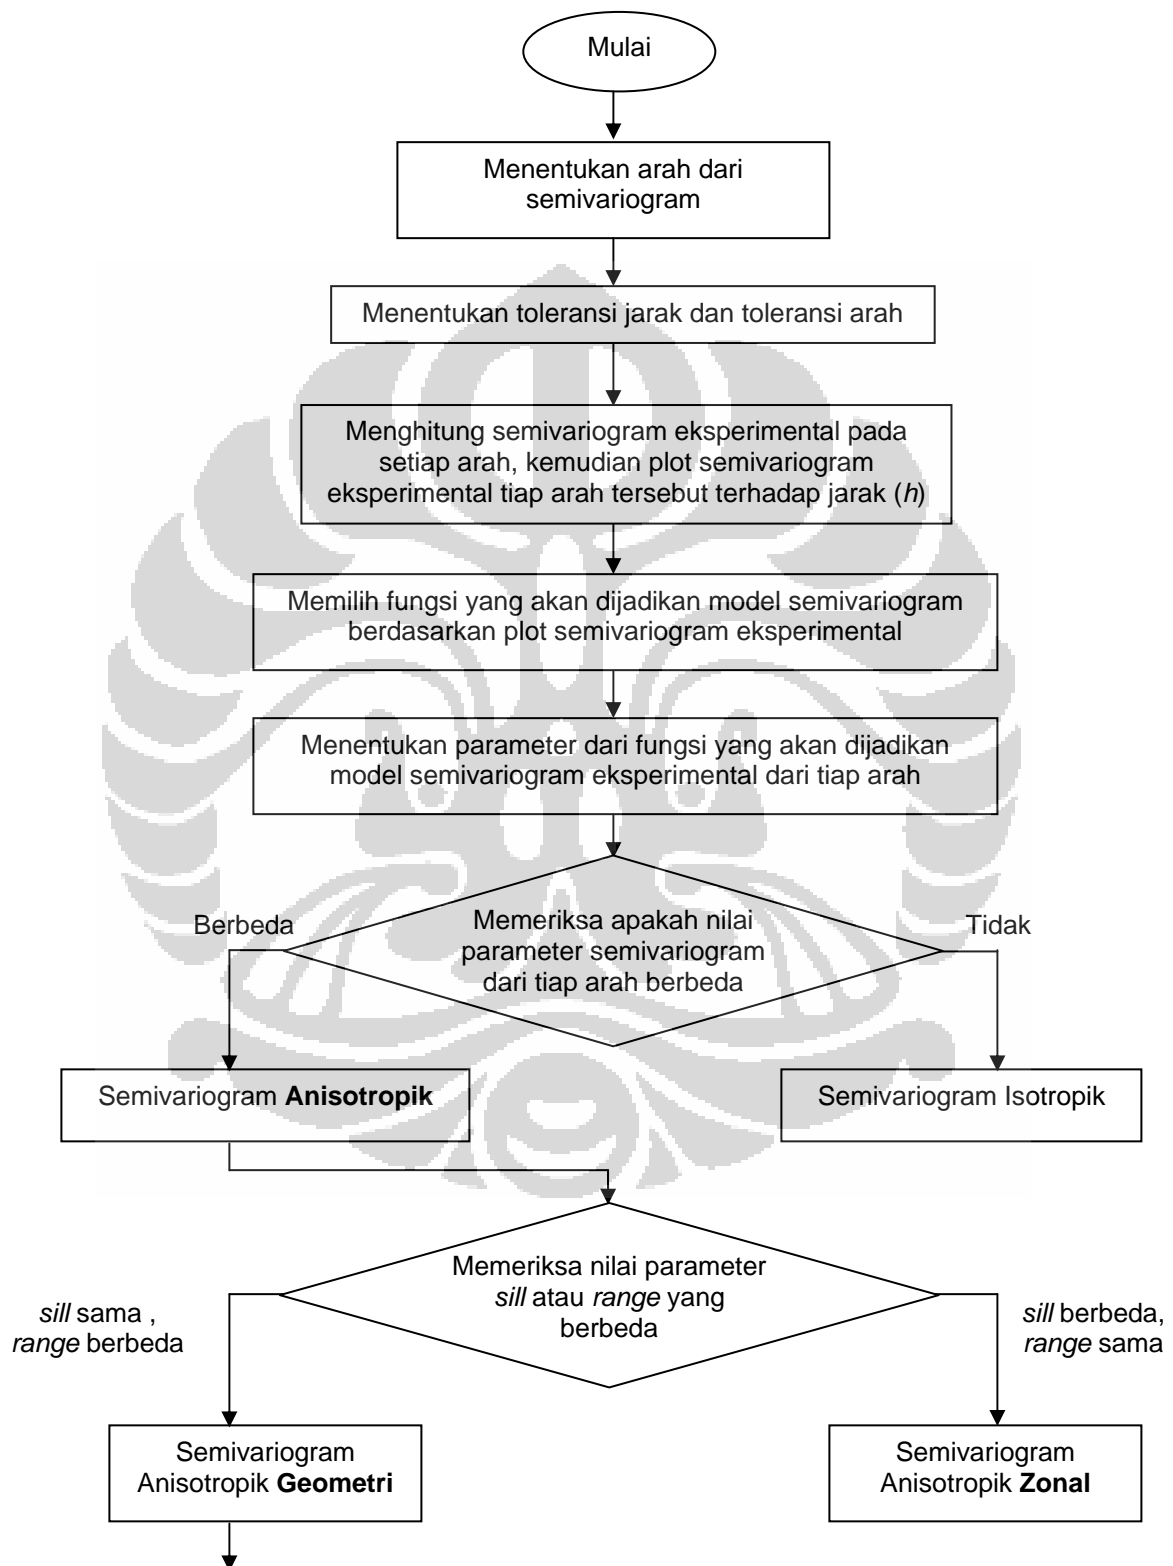 Mulai
Menentukan arah dari
semivariogram
Menentukan toleransi jarak dan toleransi arah
Menghitung semivariogram eksperimental pada
setiap arah, kemudian plot semivariogram
eksperimental tiap arah tersebut terhadap jarak (h)
Memilih fungsi yang akan dijadikan model semivariogram
berdasarkan plot semivariogram eksperimental
Menentukan parameter dari fungsi yang akan dijadikan
model semivariogram eksperimental dari tiap arah
Berbeda
Memeriksa apakah nilai
parameter semivariogram
dari tiap arah berbeda
Tidak
Semivariogram Anisotropik
Semivariogram Isotropik
Memeriksa nilai parameter
sill atau range yang
berbeda
sill sama ,
range berbeda
sill berbeda,
range sama
Semivariogram
Anisotropik Geometri
Semivariogram
Anisotropik Zonal